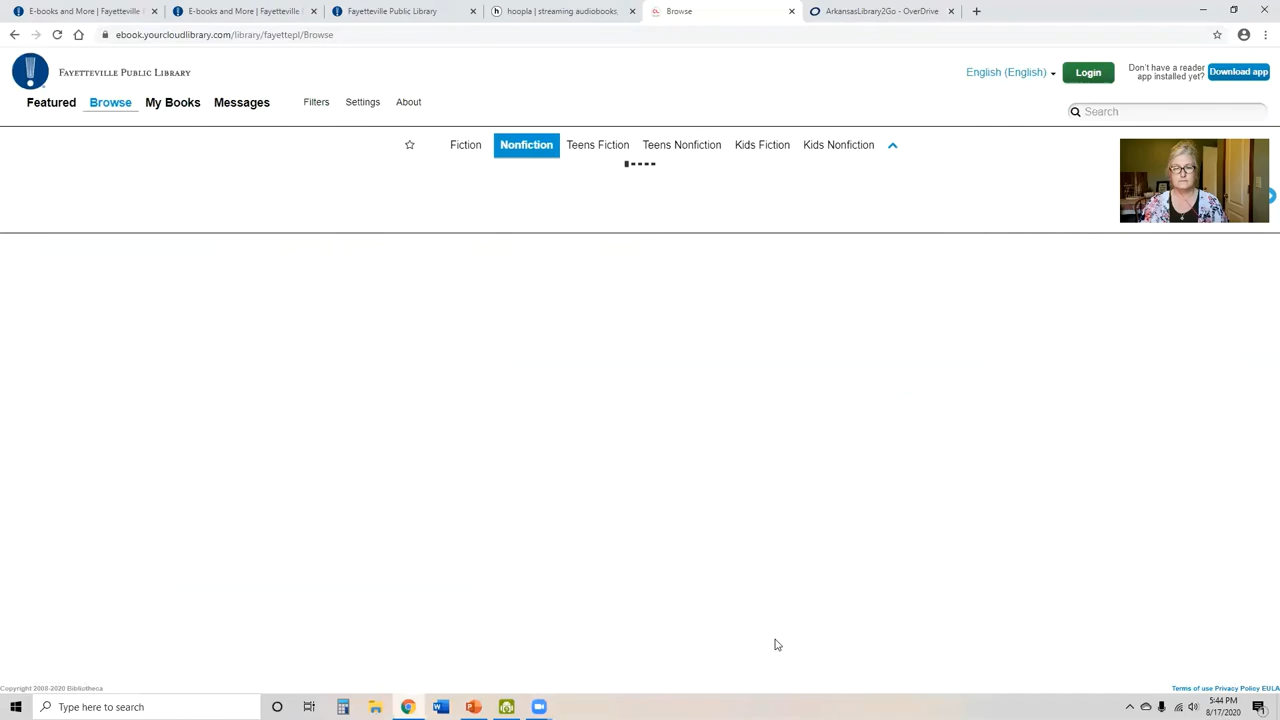 E-books and More | Fayetteville
E-books and More | Fayetteville
Fayetteville Public Library
hoopla | streaming audiobooks,
Browse
ArkansasLibrary2Go - OverDrive
ebook.yourcloudlibrary.com/library/fayettepl/Browse
FAYETTEVILLE PUBLIC LIBRARY
English (English)
Login
Don't have a reader
app installed yet?
Download app
Featured Browse My Books Messages Filters Settings About
Search
Fiction Nonfiction Teens Fiction Teens Nonfiction Kids Fiction Kids Nonfiction
Copyright 2008-2020 Bibliotheca
Terms of use Privacy Policy EULA
Type here to search
5:44 PM
8/17/2020